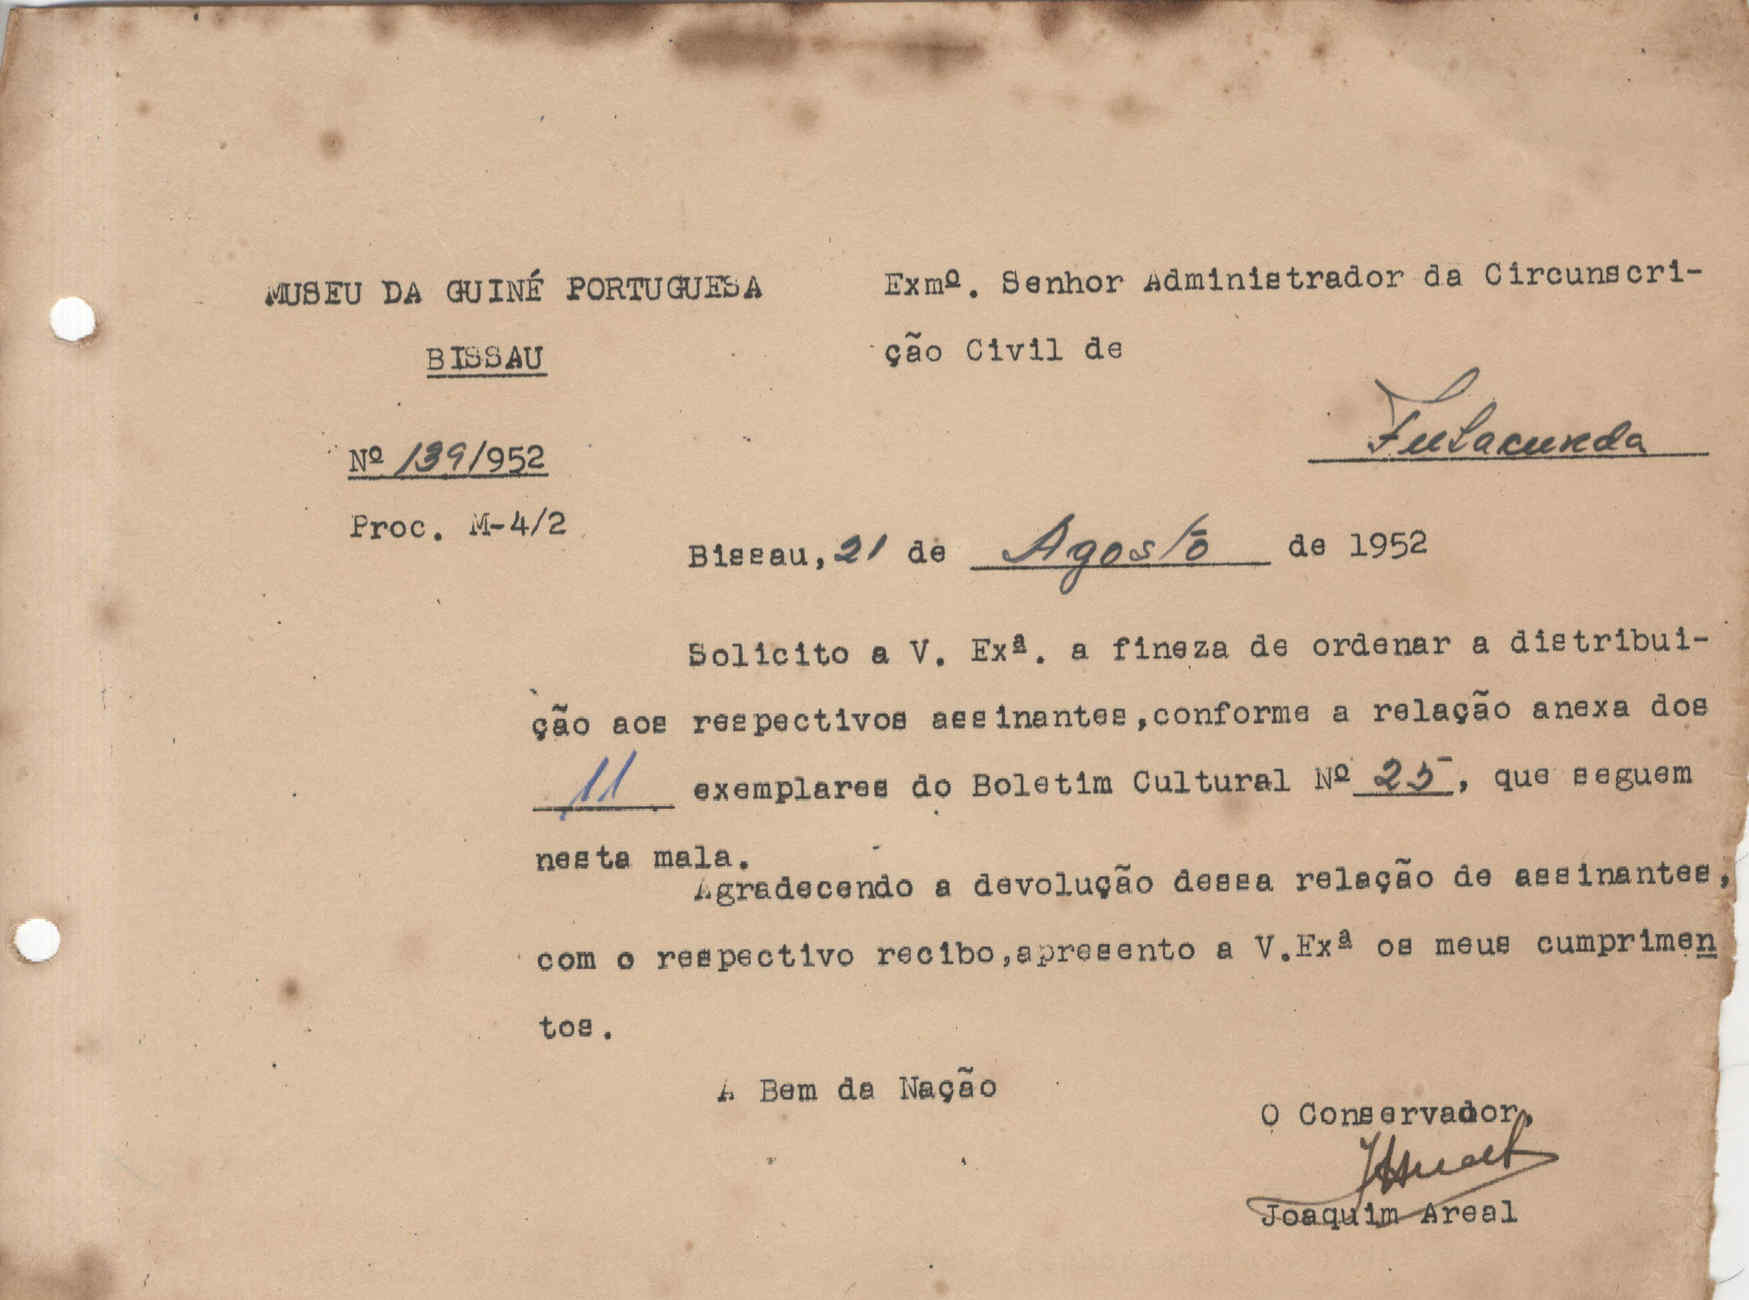 MUSEU DA GUINÉ PORTUGUESA
BISSAU
Nº 139/952
Proc. M-4/2
Exmº. Senhor Administrador da Circunscri-
ção Civil de
Fulacunda
Bissau, 21 de Agosto de 1952
Solicito a V. Exª. a fineza de ordenar a distribui-
ção aos respectivos assinantes,conforme a relação anexa dos
11 exemplares do Boletim Cultural Nº 25, que seguem
nesta mala.
Agradecendo a devolução dessa relação de assinantes,
com o respectivo recibo,apresento a V.Exª os meus cumprimen
tos.
A Bem da Nação
O Conservador,
Joaquim Areal